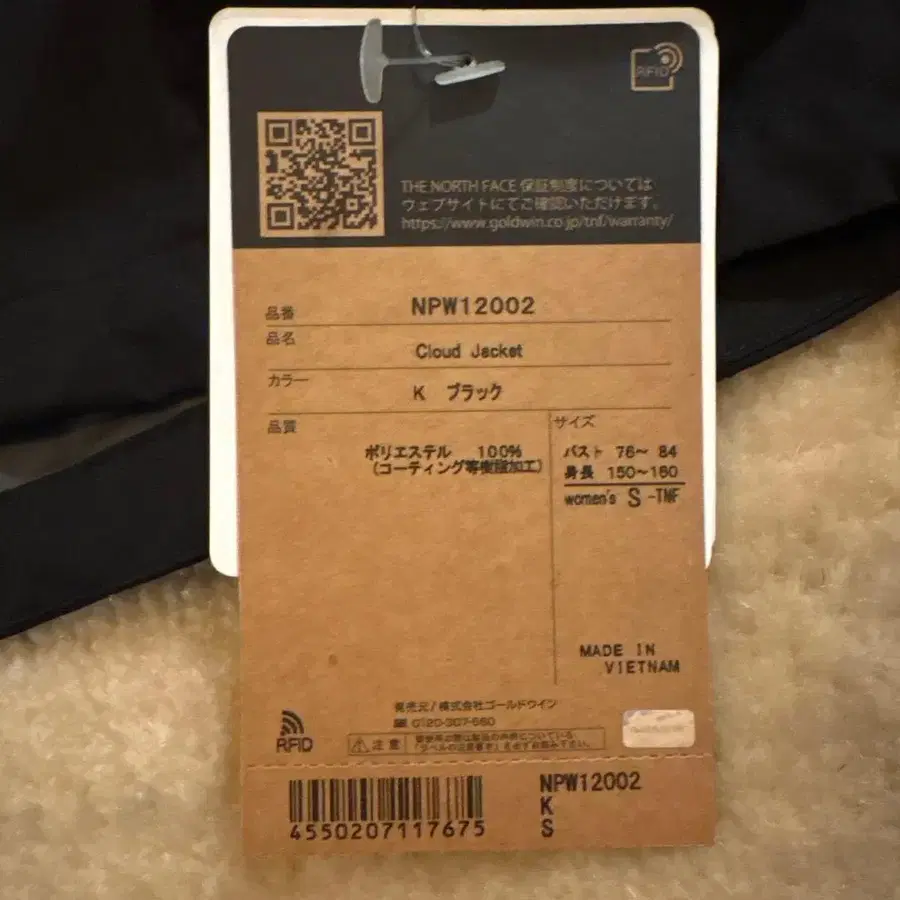 RFID
THE NORTH FACE 保証制度については
ウェブサイトにてご確認いただけます。
https://www.goldwin.co.jp/tnf/warranty/
品番 NPW12002
品名 Cloud Jacket
カラー K ブラック
品質
ポリエステル 100%
(コーティング等樹脂加工)
サイズ
バスト 76~ 84
身長 150~160
women's S -TNF
MADE IN
VIETNAM
発売元/株式会社ゴールドウイン
0120-307-560
RFID
注意
4550207117675
NPW12002
K
S